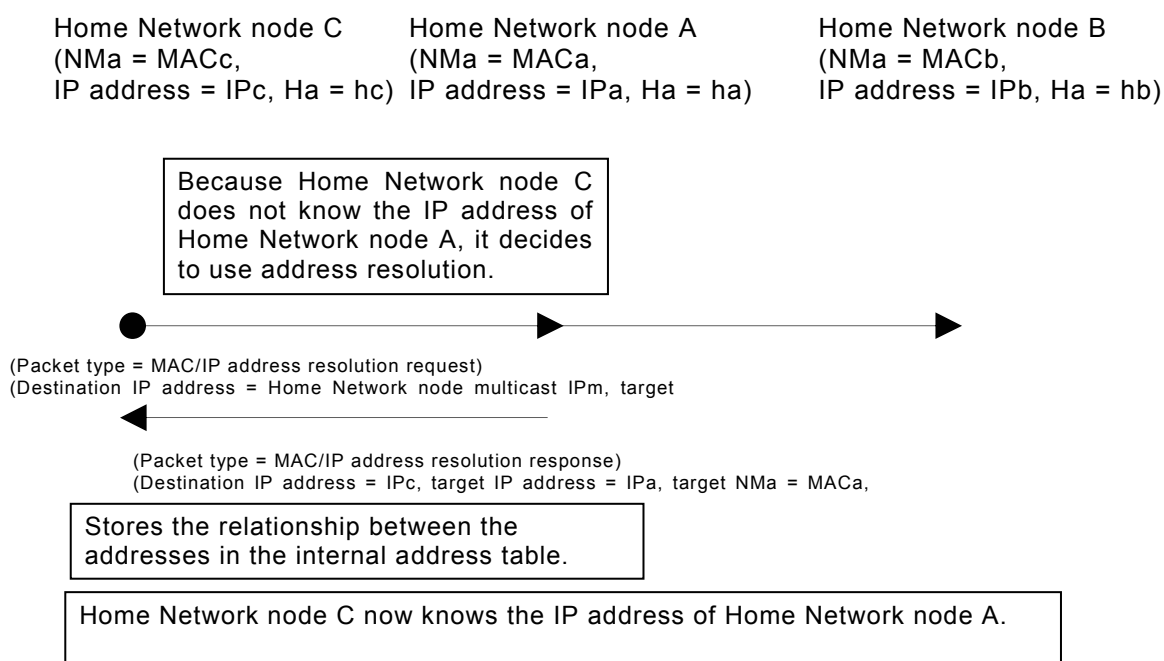 Home Network node C
(NMa = MACc,
IP address = IPc, Ha = hc)
Home Network node A
(NMa = MACa,
IP address = IPa, Ha = ha)
Home Network node B
(NMa = MACb,
IP address = IPb, Ha = hb)
Because Home Network node C
does not know the IP address of
Home Network node A, it decides
to use address resolution.
(Packet type = MAC/IP address resolution request)
(Destination IP address = Home Network node multicast IPm, target
(Packet type = MAC/IP address resolution response)
(Destination IP address = IPc, target IP address = IPa, target NMa = MACa,
Stores the relationship between the
addresses in the internal address table.
Home Network node C now knows the IP address of Home Network node A.